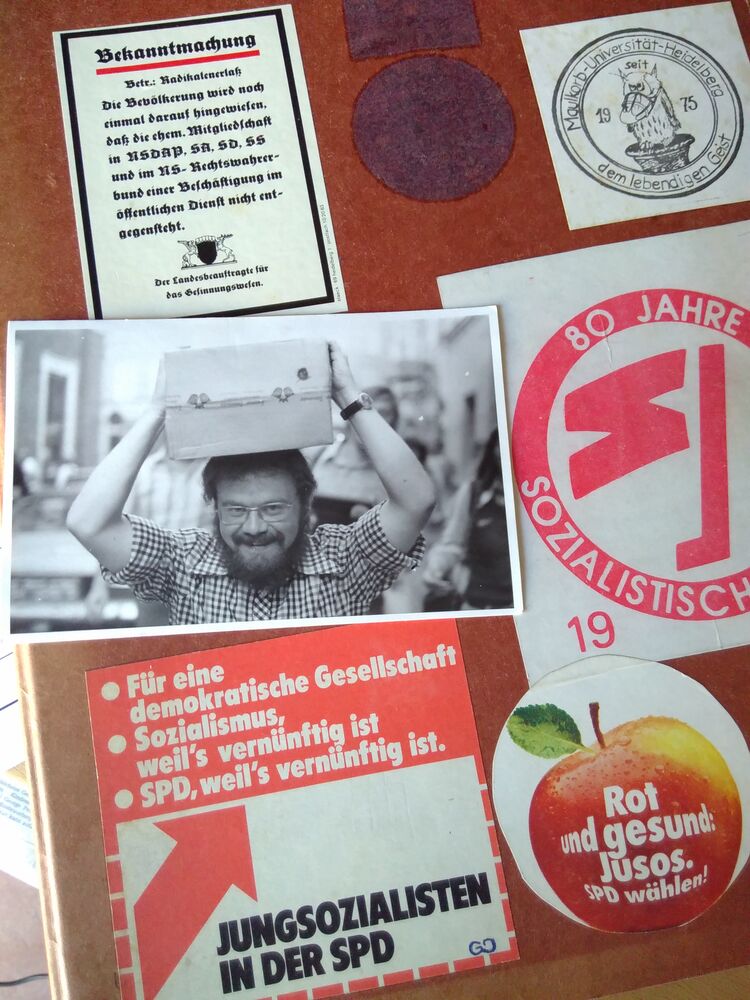 Bekanntmachung
Betr.: Radikalenerlaß
Die Bevölkerung wird noch
einmal darauf hingewiesen,
daß die ehem. Mitgliedschaft
in NSDAP, SA, SD, SS
und im NS-Rechtswahrer-
bund einer Beschäftigung im
öffentlichen Dienst nicht ent-
gegensteht.
Der Landesbeauftragte für
das Gesinnungswesen.
Maulkorb-Universität-Heidelberg
seit
19 75
dem lebendigen Geist
80 JAHRE
SJ
SOZIALISTISCH
19
• Für eine
demokratische Gesellschaft
• Sozialismus,
weil's vernünftig ist
• SPD, weil's vernünftig ist.
JUNGSOZIALISTEN
IN DER SPD
Rot
und gesund:
Jusos.
SPD wählen!